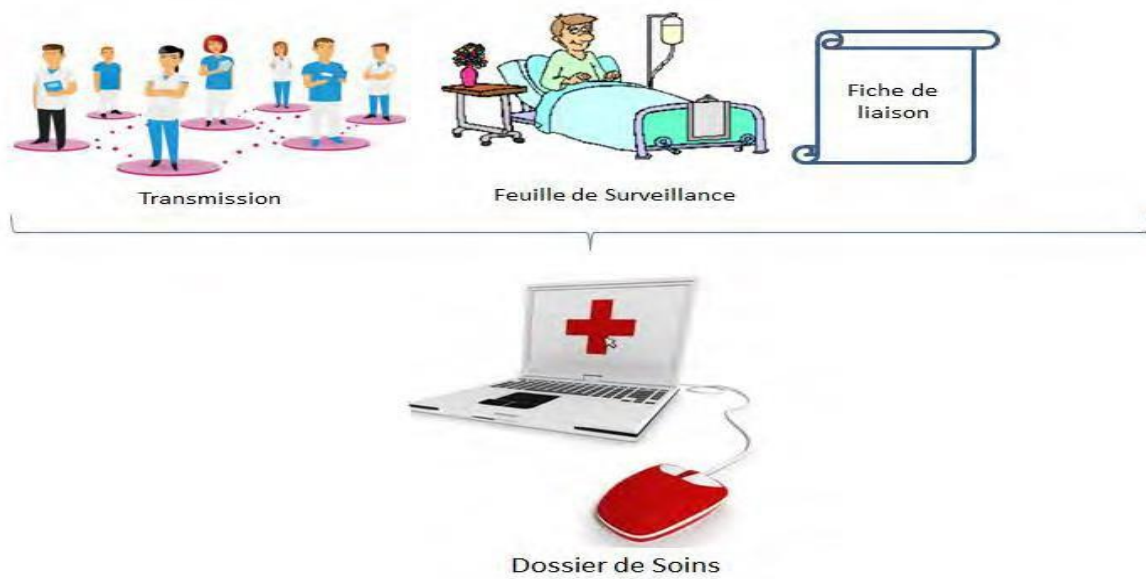 Fiche de
liaison
Transmission
Feuille de Surveillance
Dossier de Soins